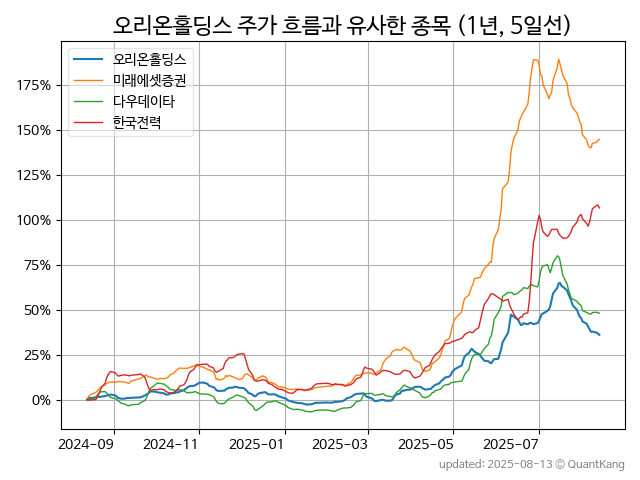 오리온홀딩스 주가 흐름과 유사한 종목 (1년, 5일선)
오리온홀딩스
미래에셋증권
다우데이타
한국전력
175%
150%
125%
100%
75%
50%
25%
0%
2024-09 2024-11 2025-01 2025-03 2025-05 2025-07
updated: 2025-08-13 © QuantKang